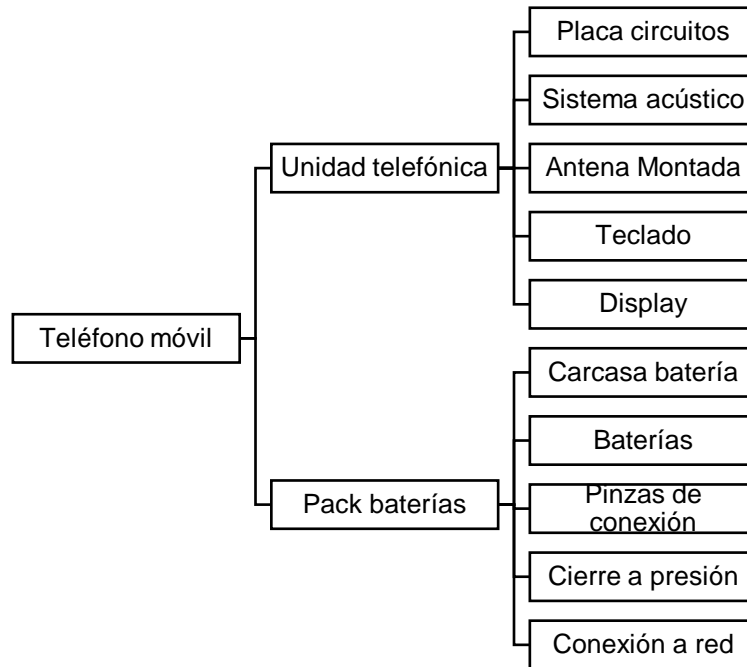 Placa circuitos
Sistema acústico
Unidad telefónica
Antena Montada
Teclado
Display
Teléfono móvil
Carcasa batería
Baterías
Pack baterías
Pinzas de
conexión
Cierre a presión
Conexión a red